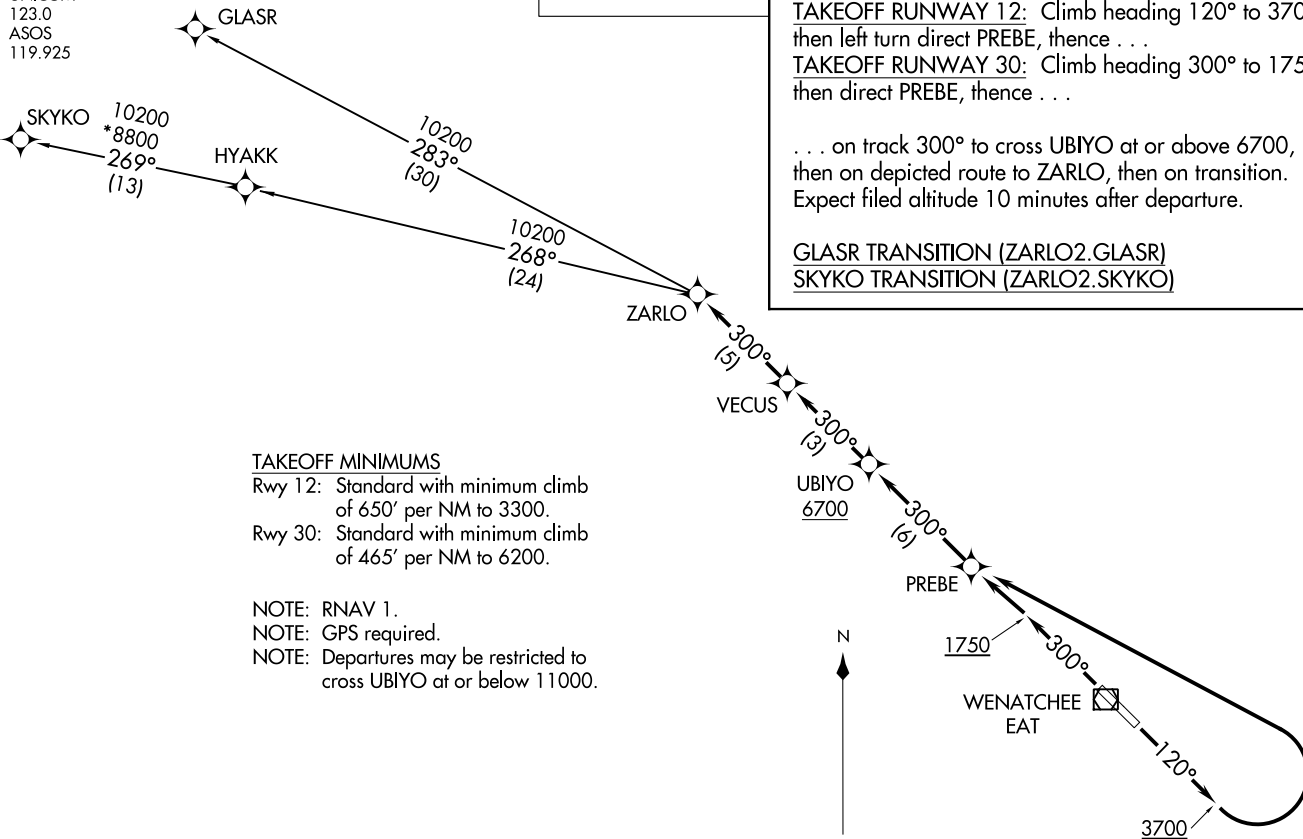 123.0
ASOS
119.925
GLASR
TAKEOFF RUNWAY 12: Climb heading 120° to 370
then left turn direct PREBE, thence . . .
TAKEOFF RUNWAY 30: Climb heading 300° to 175
then direct PREBE, thence . . .
. . . on track 300° to cross UBIYO at or above 6700,
then on depicted route to ZARLO, then on transition.
Expect filed altitude 10 minutes after departure.
GLASR TRANSITION (ZARLO2.GLASR)
SKYKO TRANSITION (ZARLO2.SKYKO)
SKYKO
10200
*8800
269°
(13)
HYAKK
10200
283°
(30)
10200
268°
(24)
ZARLO
300°
(5)
VECUS
300°
(3)
UBIYO
6700
300°
(6)
PREBE
TAKEOFF MINIMUMS
Rwy 12: Standard with minimum climb
of 650' per NM to 3300.
Rwy 30: Standard with minimum climb
of 465' per NM to 6200.
NOTE: RNAV 1.
NOTE: GPS required.
NOTE: Departures may be restricted to
cross UBIYO at or below 11000.
N
1750
300°
WENATCHEE
EAT
120°
3700